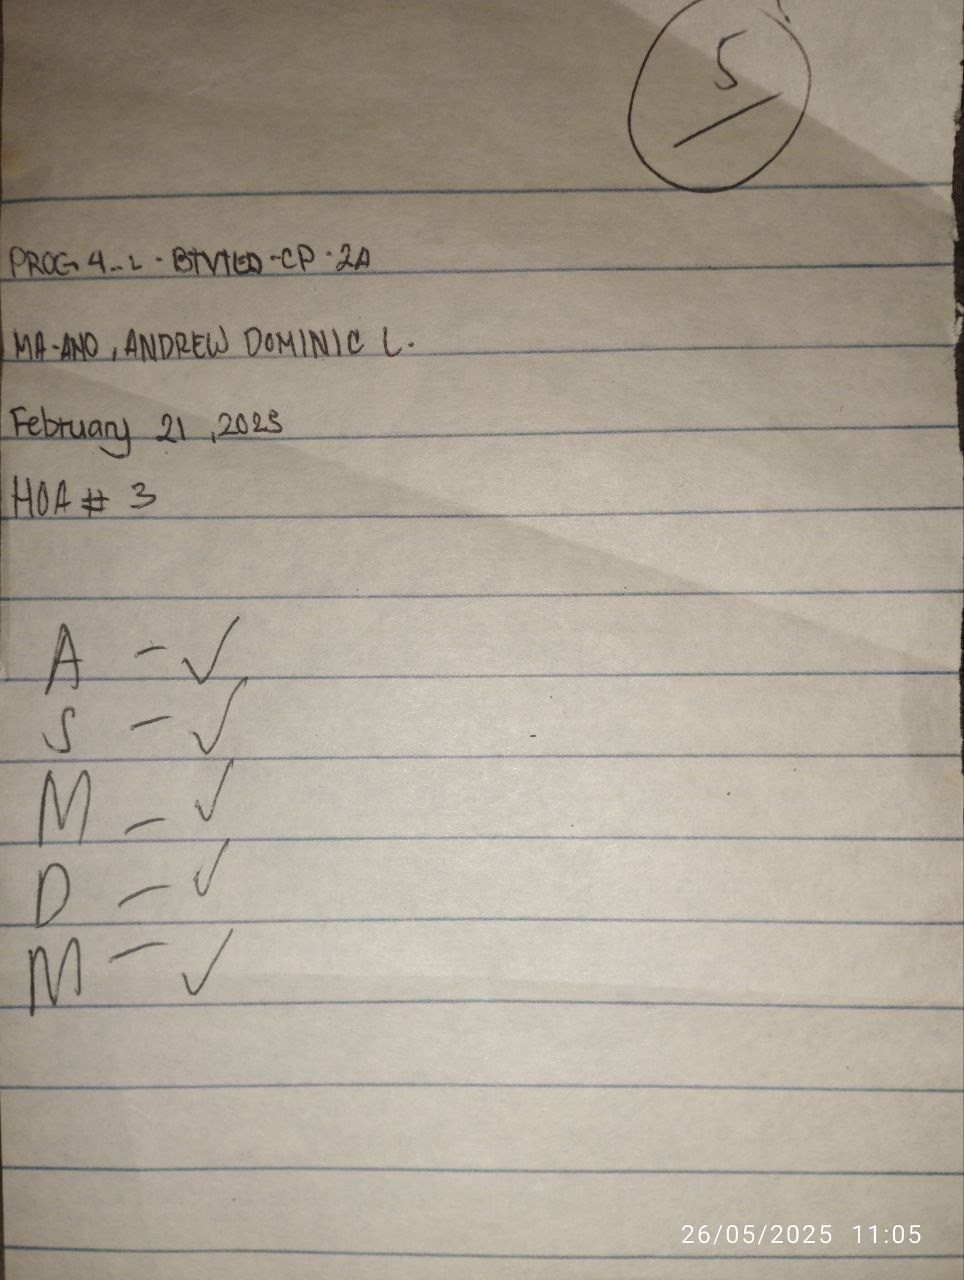 5
PROG 4..L - BTVTED-CP-2A
MA-ANO, ANDREW DOMINIC L.
February 21, 2025
HOA # 3
A - ✓
S - ✓
M - ✓
D - ✓
M - ✓
26/05/2025 11:05